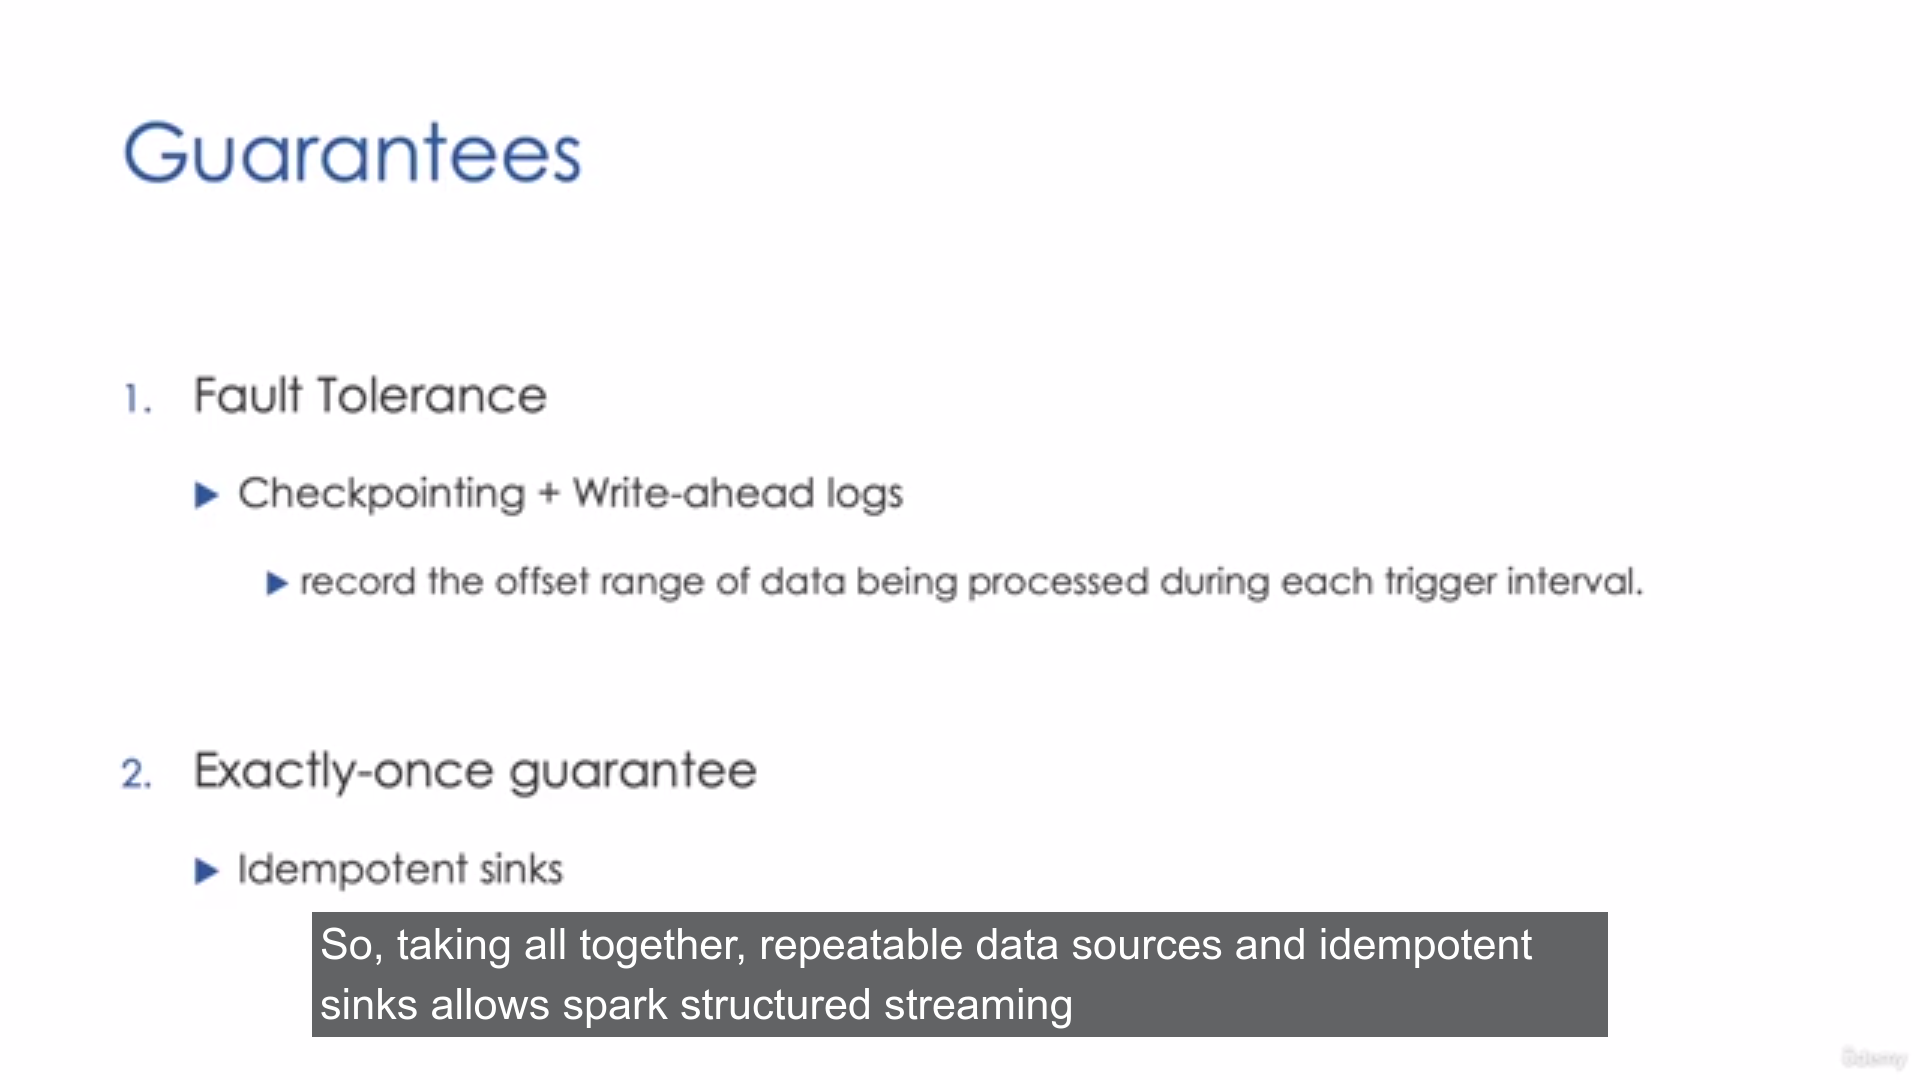 Guarantees
1. Fault Tolerance
Checkpointing + Write-ahead logs
record the offset range of data being processed during each trigger interval.
2. Exactly-once guarantee
Idempotent sinks
So, taking all together, repeatable data sources and idempotent
sinks allows spark structured streaming
Udemy